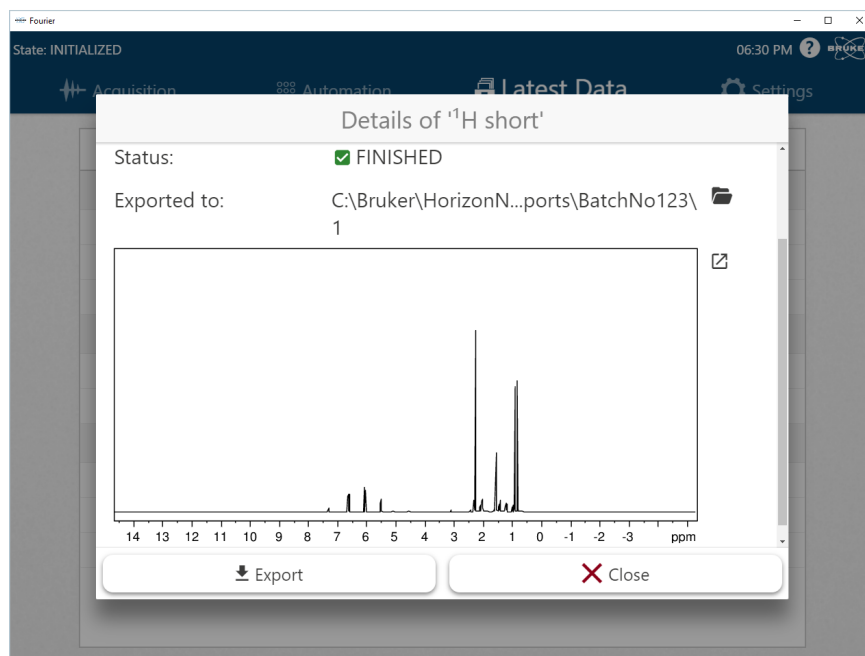 Fourier
State: INITIALIZED
06:30 PM ? BRUKER
Acquisition Automation Latest Data Settings
Details of '¹H short'
Status: FINISHED
Exported to: C:\Bruker\HorizonN...ports\BatchNo123\
1
14 13 12 11 10 9 8 7 6 5 4 3 2 1 0 -1 -2 -3 ppm
Export Close